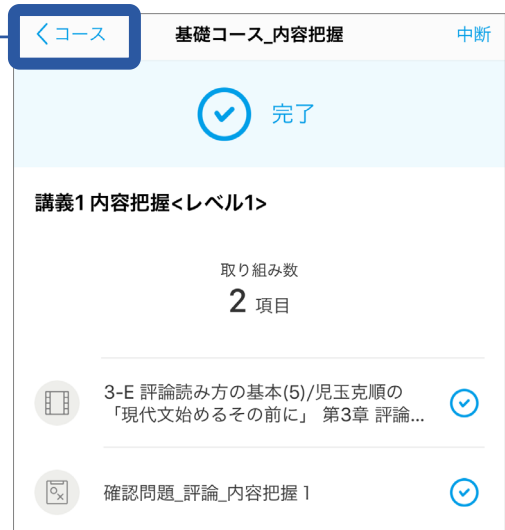 コース
基礎コース_内容把握
中断
完了
講義1 内容把握<レベル1>
取り組み数
2 項目
3-E 評論読み方の基本(5)/児玉克順の
「現代文始めるその前に」 第3章 評論...
確認問題_評論_内容把握 1